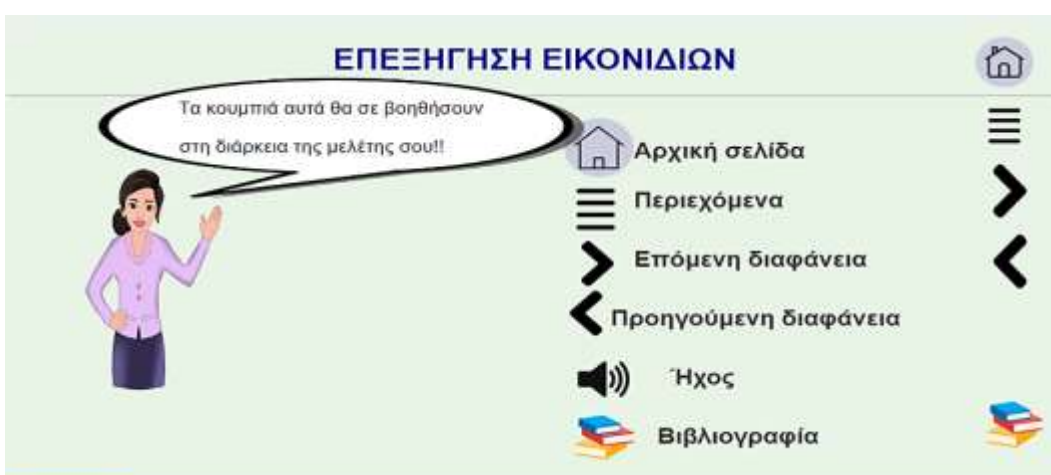 ΕΠΕΞΗΓΗΣΗ ΕΙΚΟΝΙΔΙΩΝ
Τα κουμπιά αυτά θα σε βοηθήσουν
στη διάρκεια της μελέτης σου!!
Αρχική σελίδα
Περιεχόμενα
Επόμενη διαφάνεια
Προηγούμενη διαφάνεια
Ήχος
Βιβλιογραφία